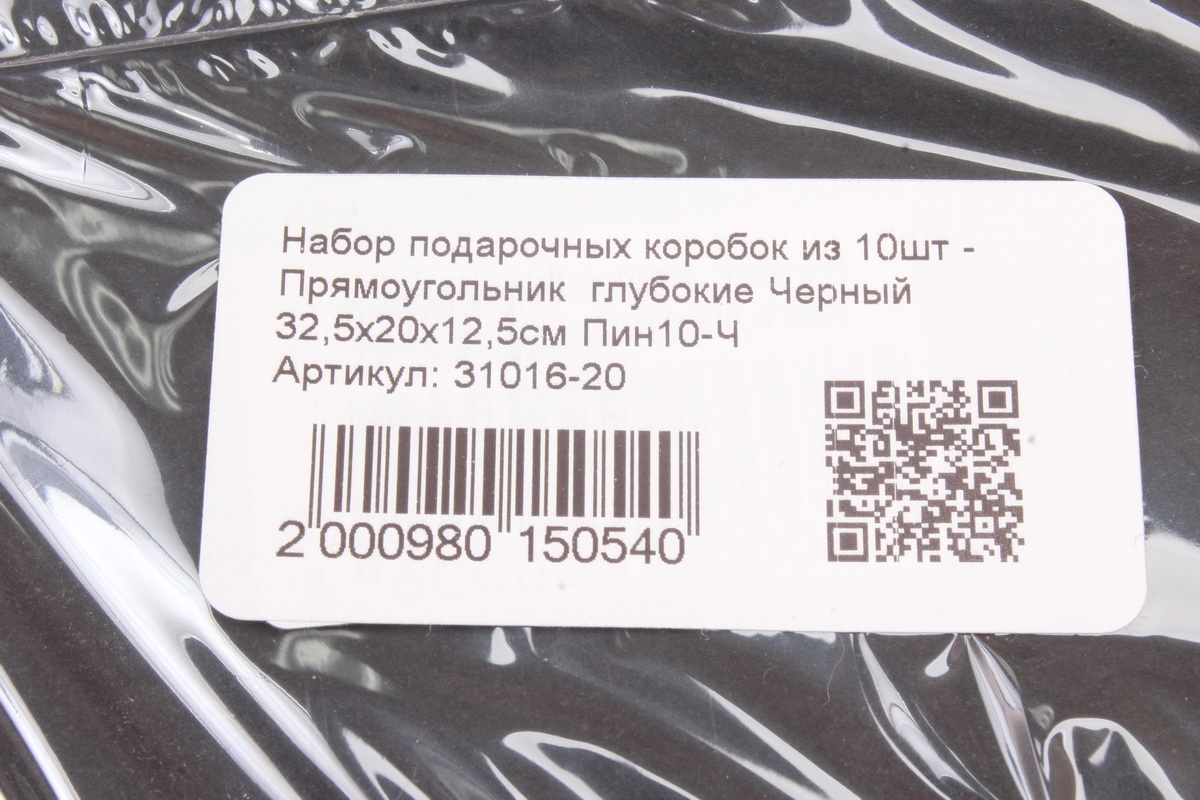 Набор подарочных коробок из 10шт -
Прямоугольник глубокие Черный
32,5х20х12,5см Пин10-Ч
Артикул: 31016-20
2 000980 150540